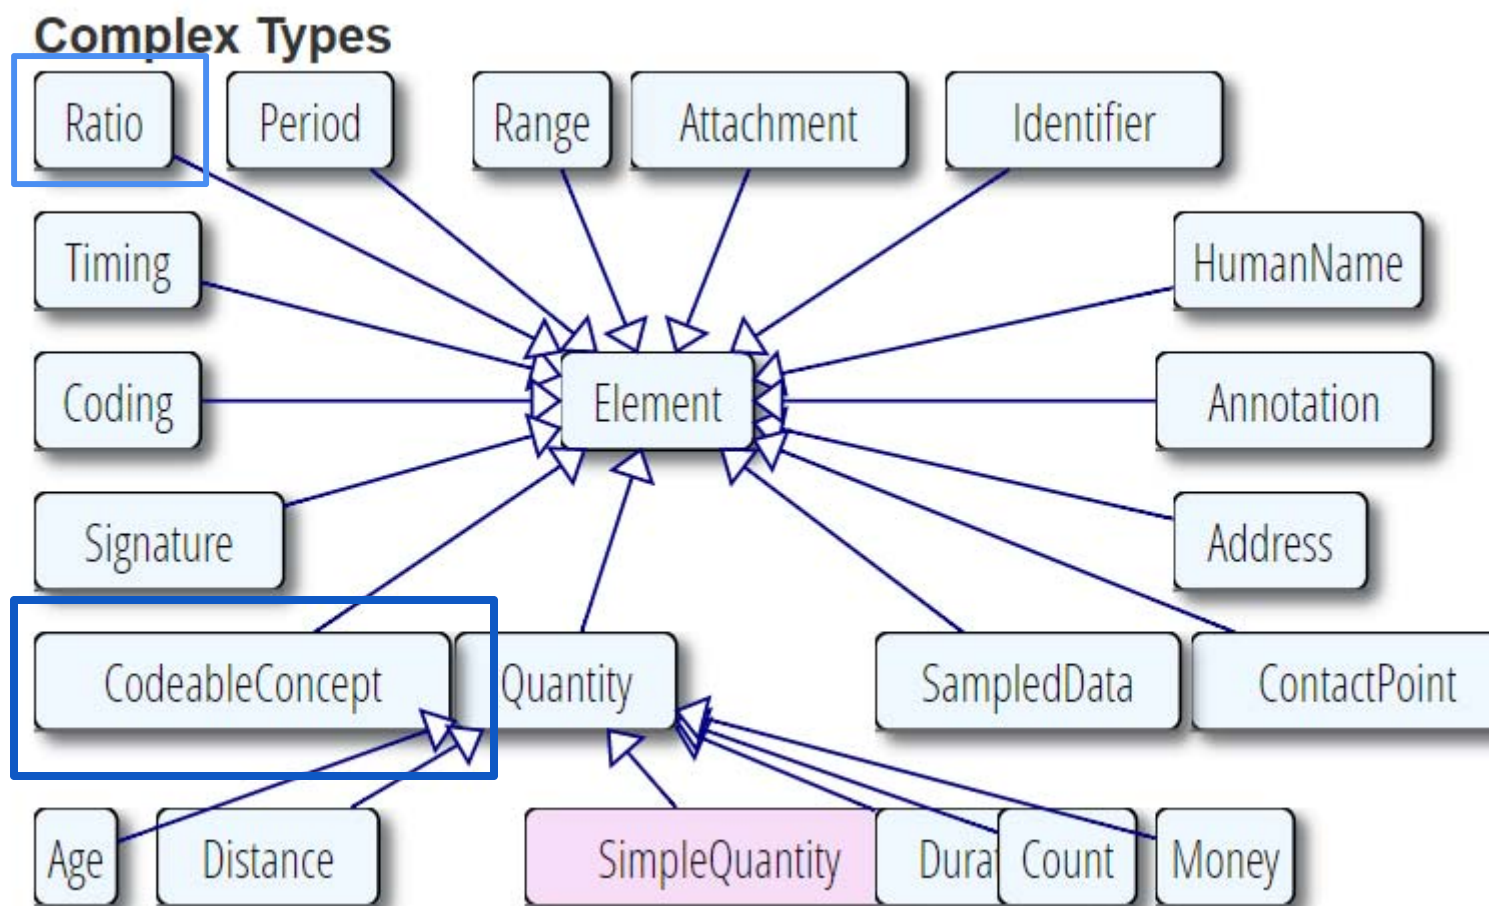 Complex Types
Ratio Period Range Attachment Identifier
Timing HumanName
Coding Element Annotation
Signature Address
CodeableConcept Quantity SampledData ContactPoint
Age Distance SimpleQuantity Durat Count Money